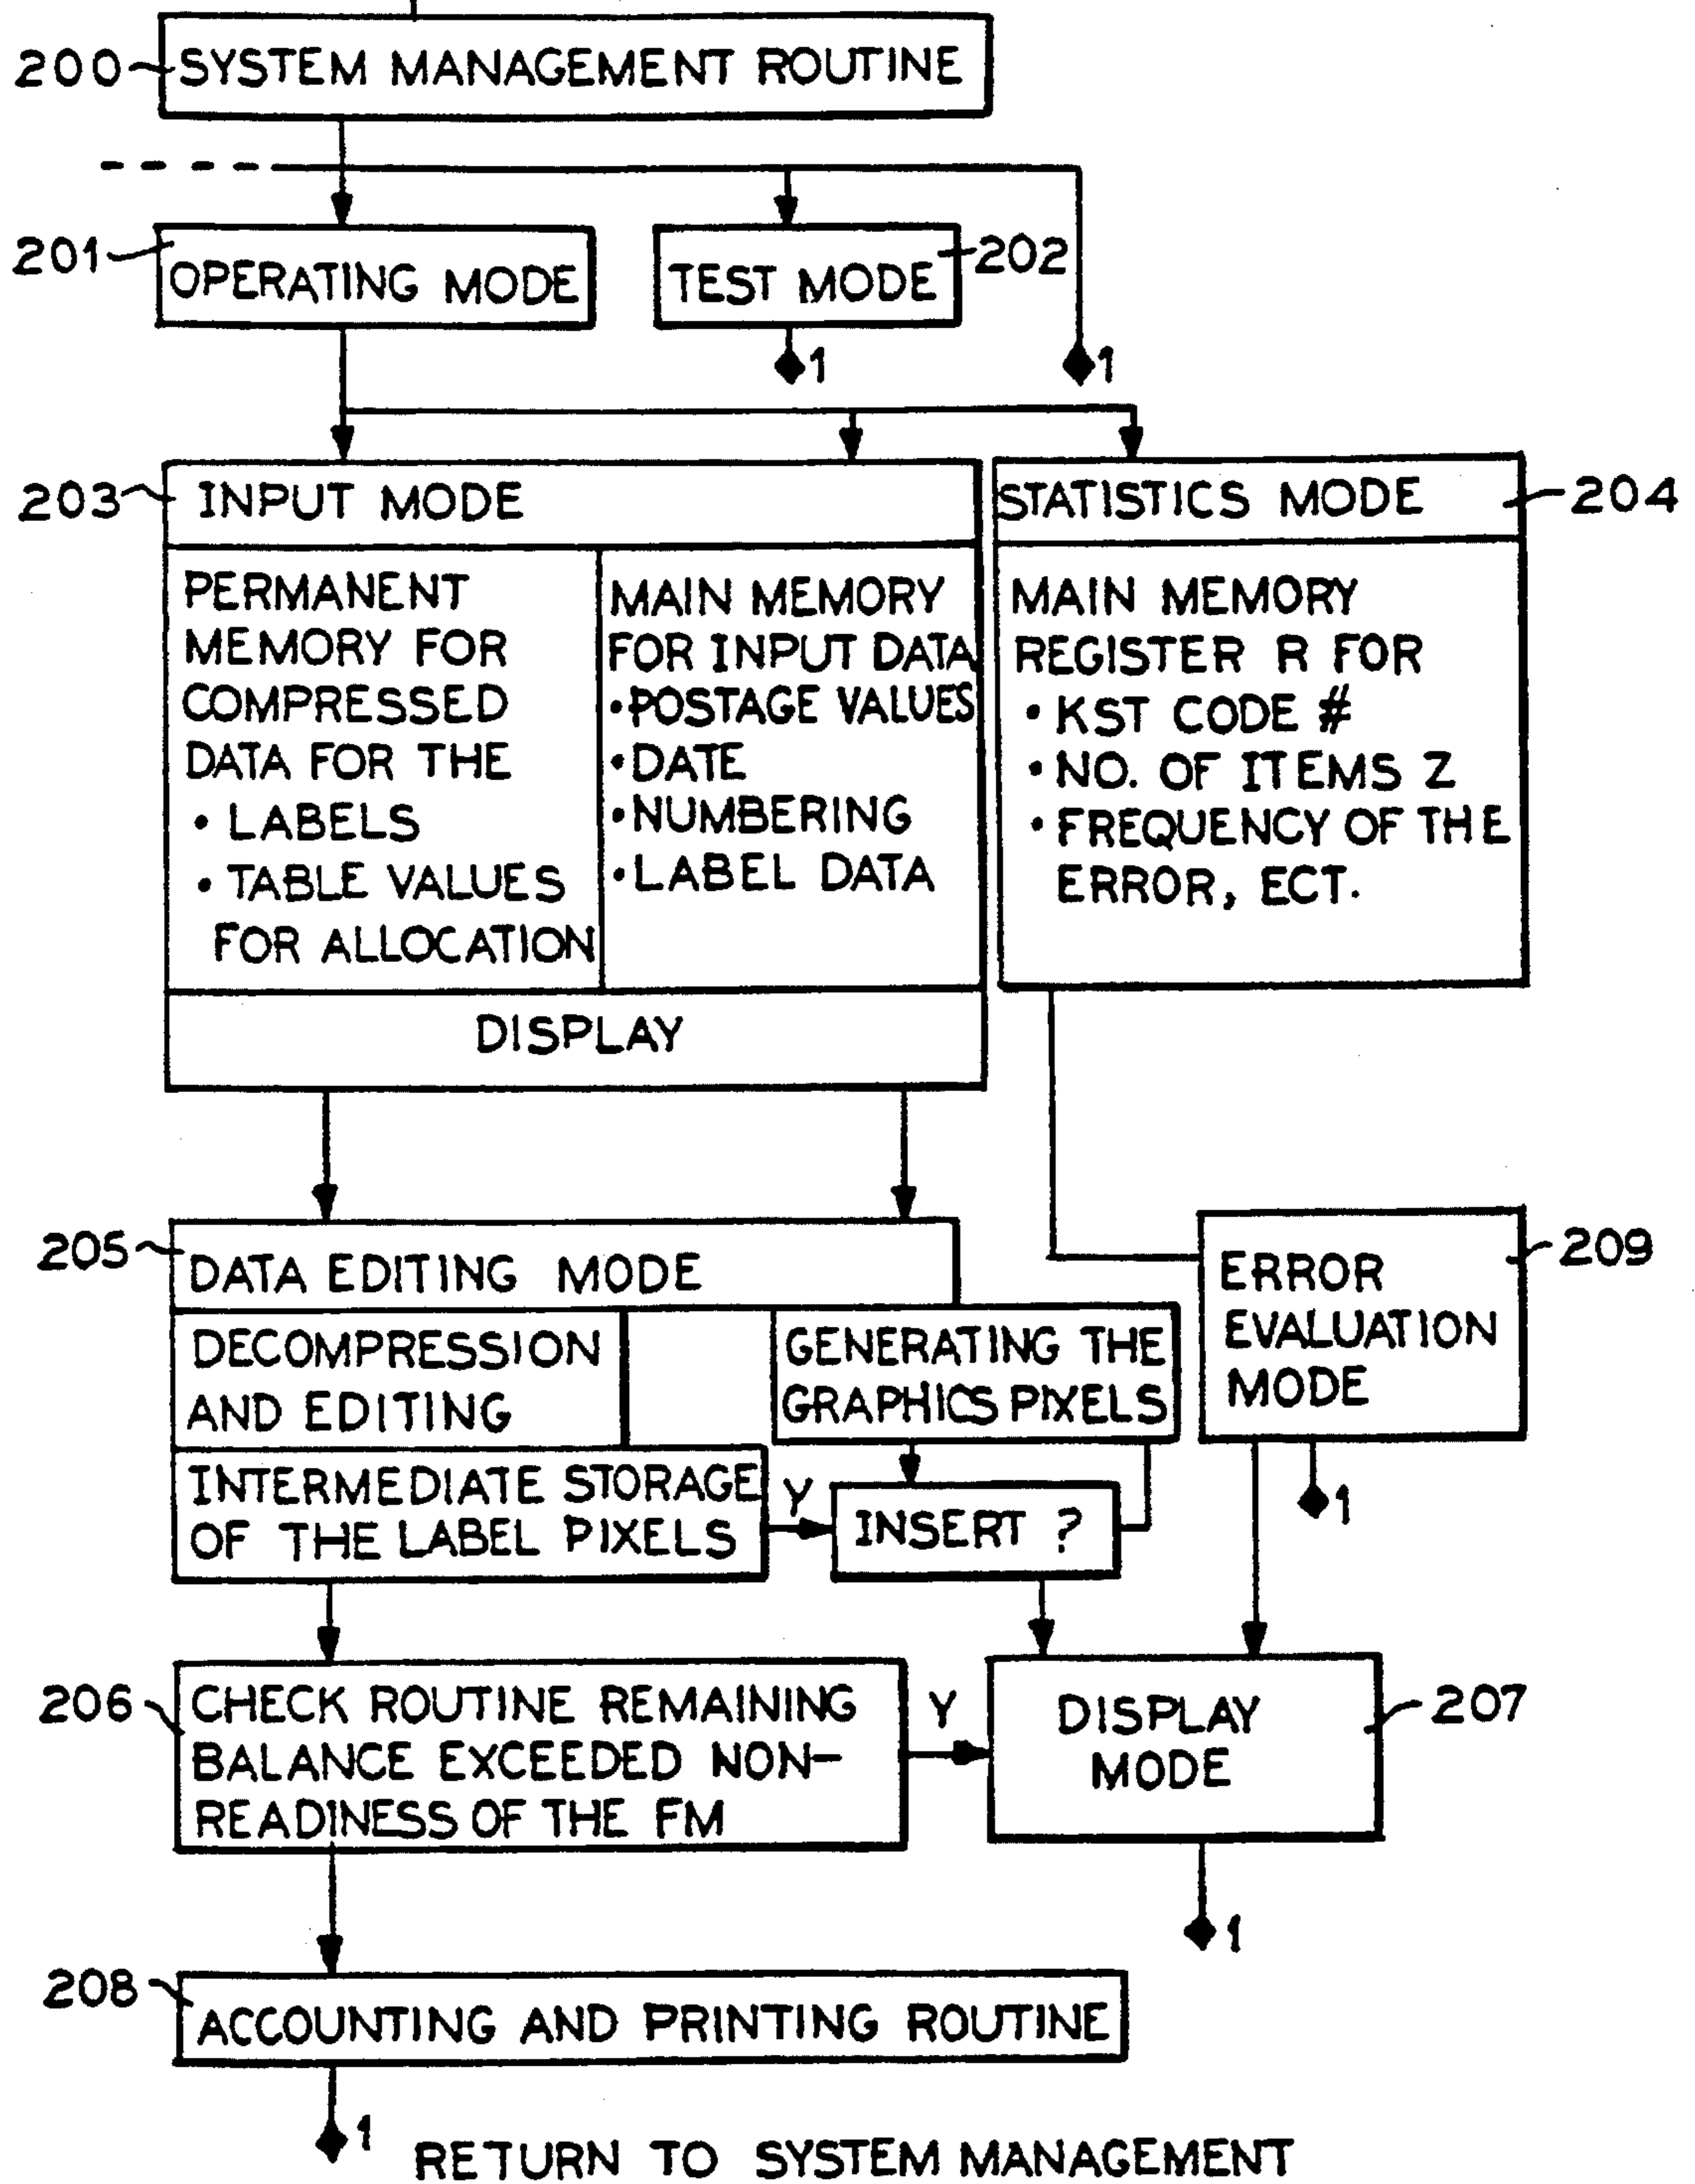 200
SYSTEM MANAGEMENT ROUTINE
201
OPERATING MODE
TEST MODE
202
1
1
203
INPUT MODE
PERMANENT
MEMORY FOR
COMPRESSED
DATA FOR THE
• LABELS
• TABLE VALUES
FOR ALLOCATION
MAIN MEMORY
FOR INPUT DATA
•POSTAGE VALUES
•DATE
•NUMBERING
•LABEL DATA
DISPLAY
STATISTICS MODE
204
MAIN MEMORY
REGISTER R FOR
• KST CODE #
• NO. OF ITEMS Z
• FREQUENCY OF THE
ERROR, ECT.
205
DATA EDITING MODE
DECOMPRESSION
AND EDITING
GENERATING THE
GRAPHICS PIXELS
INTERMEDIATE STORAGE
OF THE LABEL PIXELS
Y
INSERT ?
ERROR
EVALUATION
MODE
209
1
206
CHECK ROUTINE REMAINING
BALANCE EXCEEDED NON-
READINESS OF THE FM
Y
DISPLAY
MODE
207
1
208
ACCOUNTING AND PRINTING ROUTINE
1
RETURN TO SYSTEM MANAGEMENT